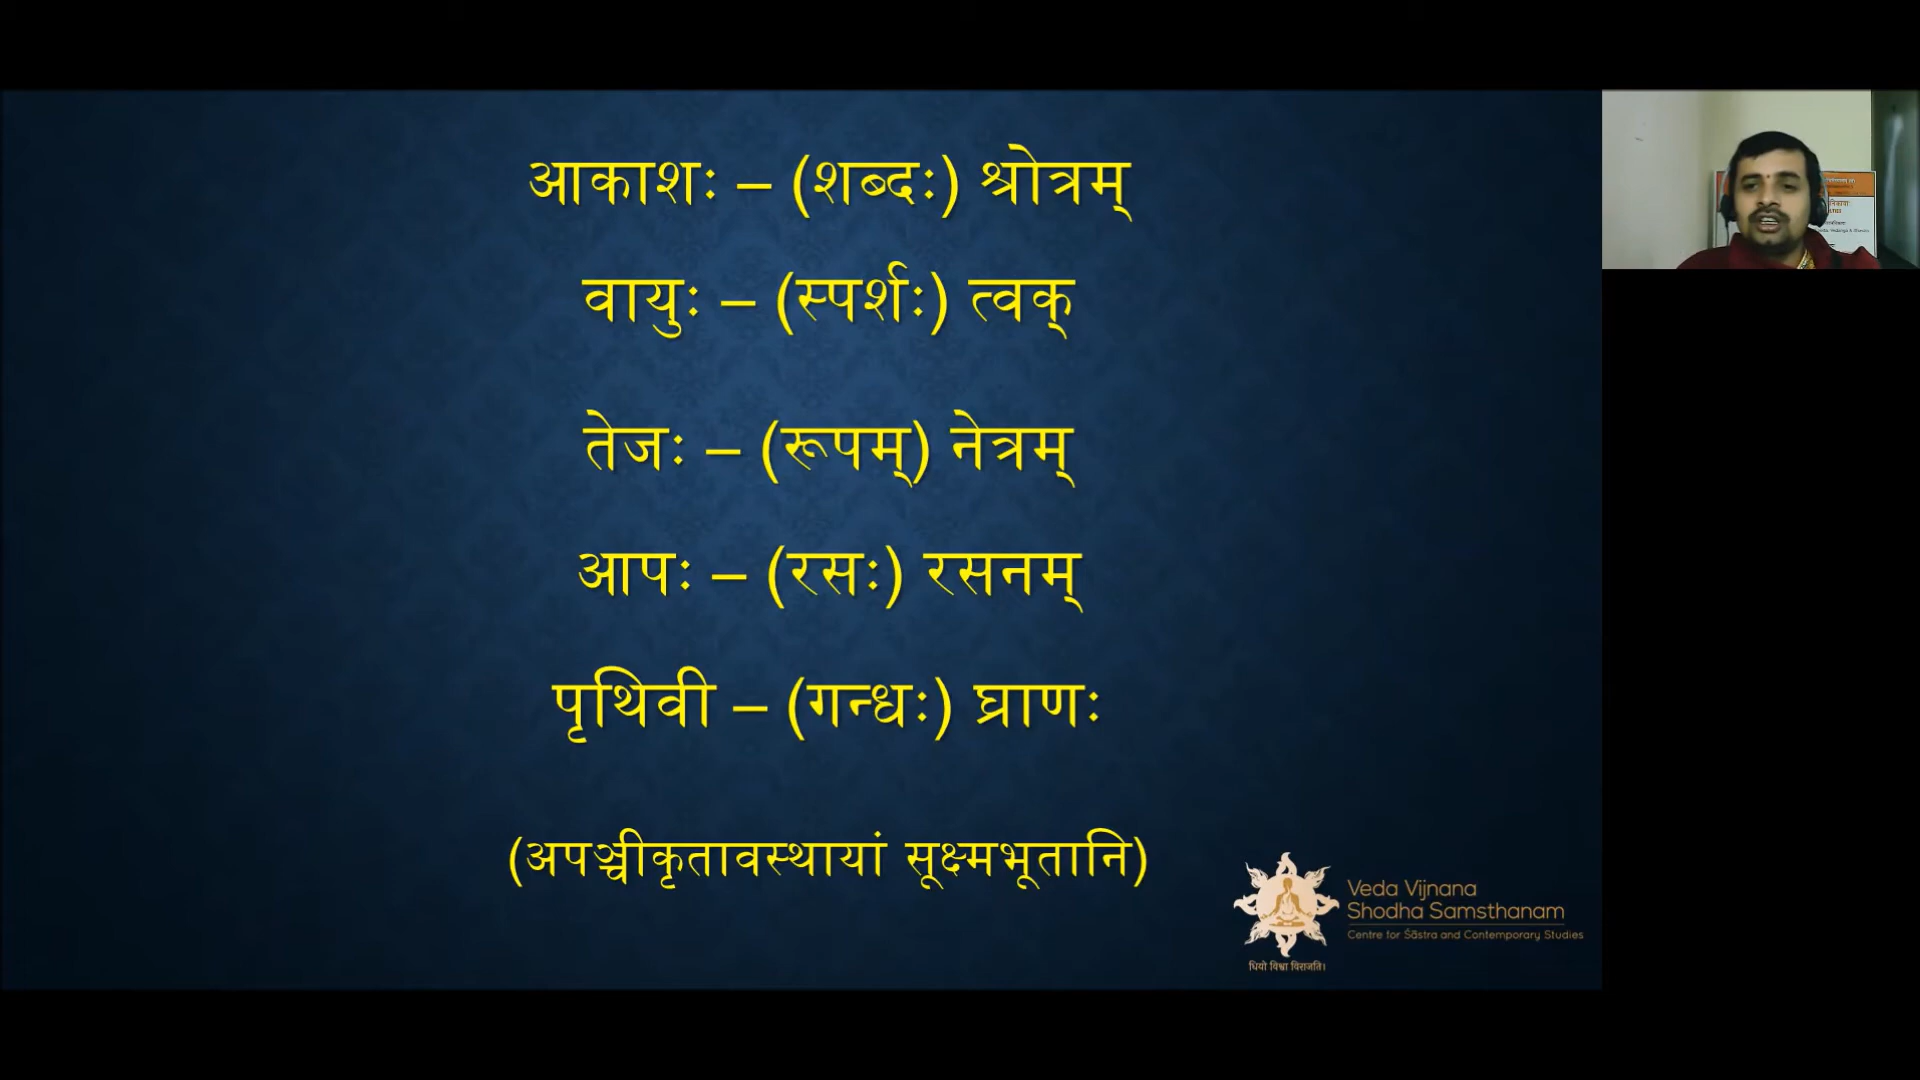 आकाशः – (शब्दः) श्रोत्रम्
वायुः – (स्पर्शः) त्वक्
तेजः – (रूपम्) नेत्रम्
आपः – (रसः) रसनम्
पृथिवी – (गन्धः) घ्राणः
(अपञ्चीकृतावस्थायां सूक्ष्मभूतानि)
Veda Vijnana
Shodha Samsthanam
Centre for Śāstra and Contemporary Studies
धियो विश्वा विराजति।